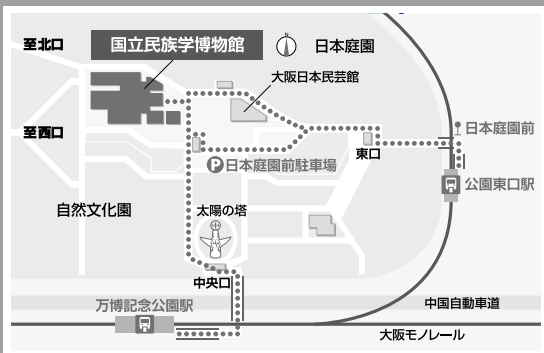 至北口
国立民族学博物館
日本庭園
大阪日本民芸館
至西口
日本庭園前
東口
P日本庭園前駐車場
公園東口駅
自然文化園
太陽の塔
中央口
万博記念公園駅
中国自動車道
大阪モノレール